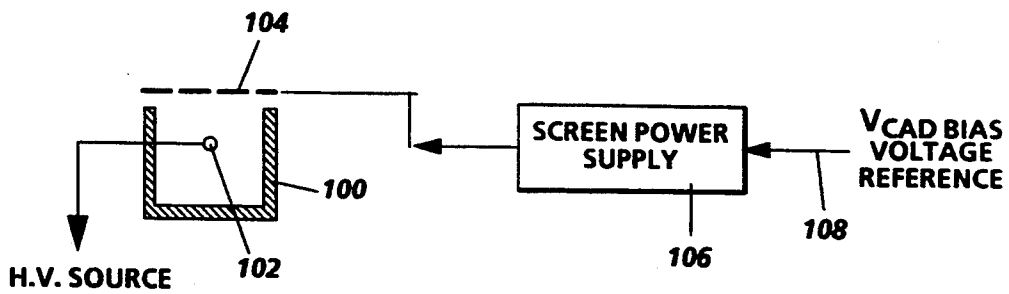 104
SCREEN POWER
SUPPLY
VCAD BIAS
VOLTAGE
REFERENCE
100
108
106
102
H.V. SOURCE